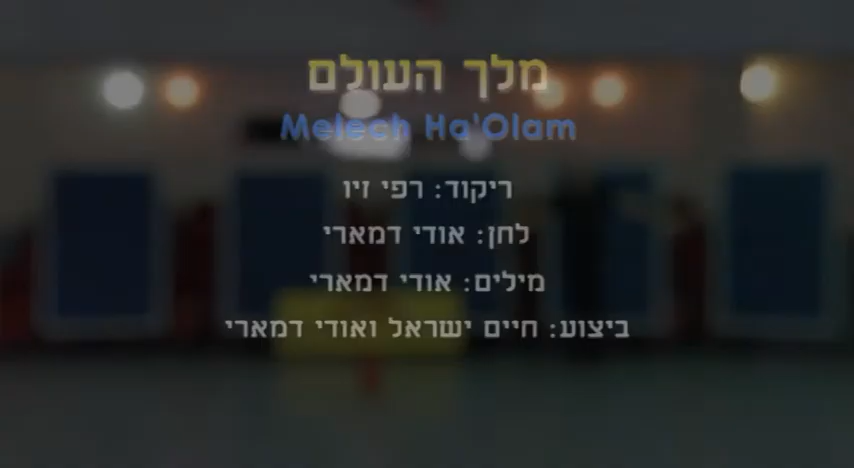 מלך העולם
Melech Ha'Olam
ריקוד: רפי זיו
לחן: אודי דמארי
מילים: אודי דמארי
ביצוע: חיים ישראל ואודי דמארי